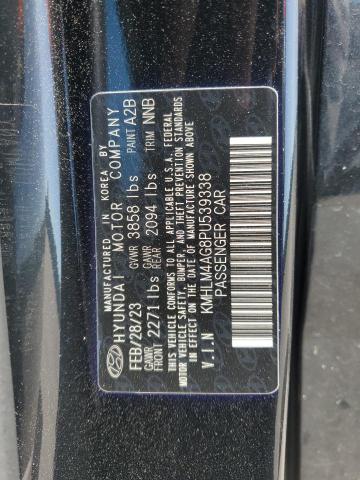 MANUFACTURED IN KOREA BY
HYUNDAI MOTOR COMPANY
FEB/28/23 GVWR 3858 lbs PAINT A2B
GAWR FRONT 2271 lbs GAWR REAR 2094 lbs TRIM NNB
THIS VEHICLE CONFORMS TO ALL APPLICABLE U.S.A. FEDERAL
MOTOR VEHICLE SAFETY, BUMPER, AND THEFT PREVENTION
STANDARDS IN EFFECT ON THE DATE OF MANUFACTURE SHOWN ABOVE
V.I.N KMHLM4AG8PU539338
PASSENGER CAR